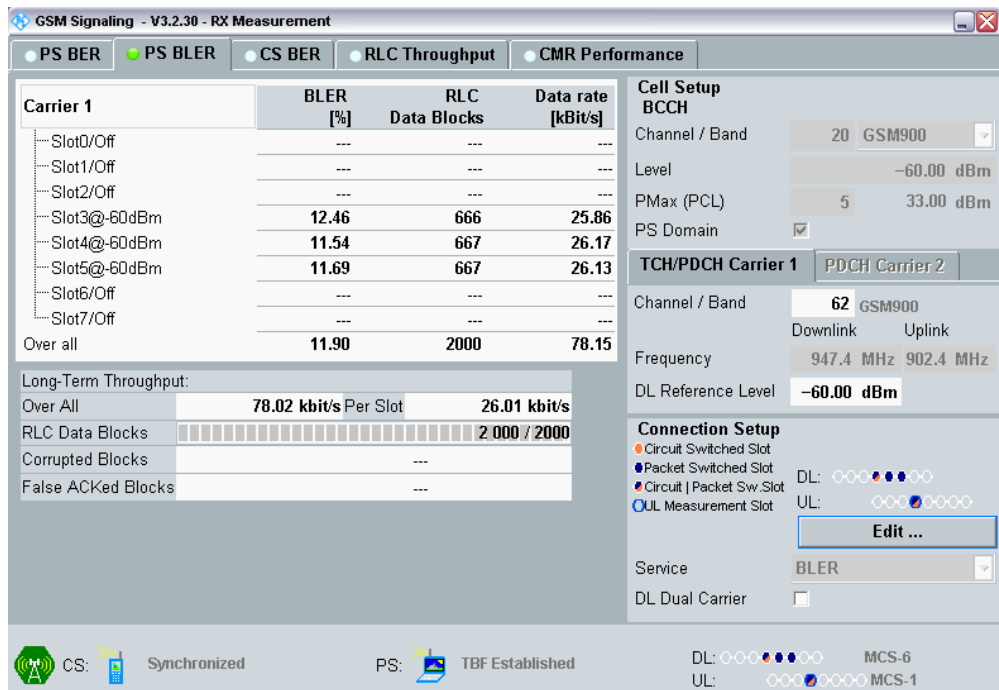 GSM Signaling - V3.2.30 - RX Measurement
PS BER PS BLER CS BER RLC Throughput CMR Performance
Carrier 1 BLER [%] RLC Data Blocks Data rate [kBit/s]
Slot0/Off --- --- ---
Slot1/Off --- --- ---
Slot2/Off --- --- ---
Slot3@-60dBm 12.46 666 25.86
Slot4@-60dBm 11.54 667 26.17
Slot5@-60dBm 11.69 667 26.13
Slot6/Off --- --- ---
Slot7/Off --- --- ---
Over all 11.90 2000 78.15
Long-Term Throughput:
Over All 78.02 kbit/s Per Slot 26.01 kbit/s
RLC Data Blocks 2 000 / 2000
Corrupted Blocks ---
False ACKed Blocks ---
Cell Setup
BCCH
Channel / Band 20 GSM900
Level -60.00 dBm
PMax (PCL) 5 33.00 dBm
PS Domain
TCH/PDCH Carrier 1 PDCH Carrier 2
Channel / Band 62 GSM900
Downlink Uplink
Frequency 947.4 MHz 902.4 MHz
DL Reference Level -60.00 dBm
Connection Setup
Circuit Switched Slot
Packet Switched Slot
Circuit | Packet Sw.Slot
UL Measurement Slot
DL:
UL:
Edit ...
Service BLER
DL Dual Carrier
CS: Synchronized PS: TBF Established
DL: MCS-6
UL: MCS-1